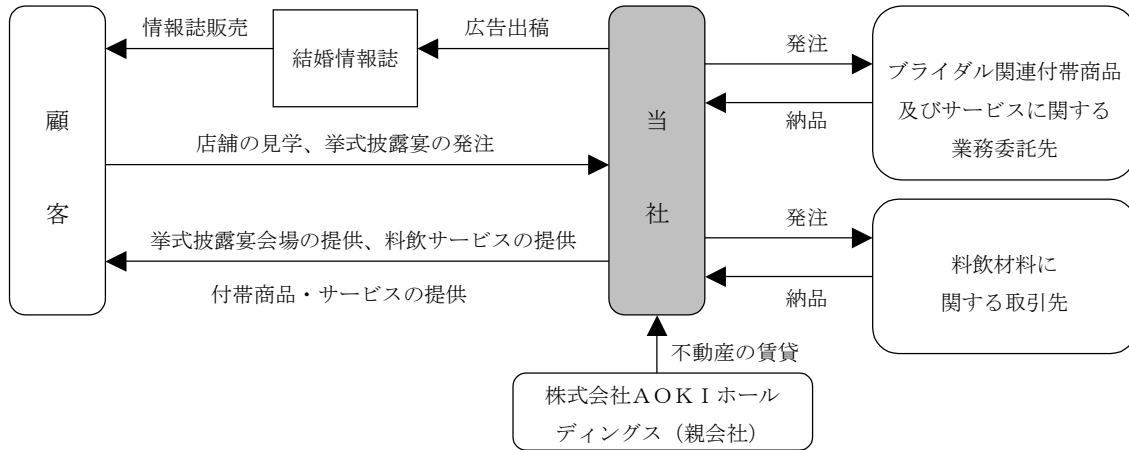 情報誌販売
広告出稿
結婚情報誌
発注
納品
ブライダル関連付帯商品
及びサービスに関する
業務委託先
顧
客
当
社
店舗の見学、挙式披露宴の発注
挙式披露宴会場の提供、料飲サービスの提供
付帯商品・サービスの提供
発注
納品
料飲材料に
関する取引先
不動産の賃貸
株式会社ＡＯＫＩホール
ディングス（親会社）